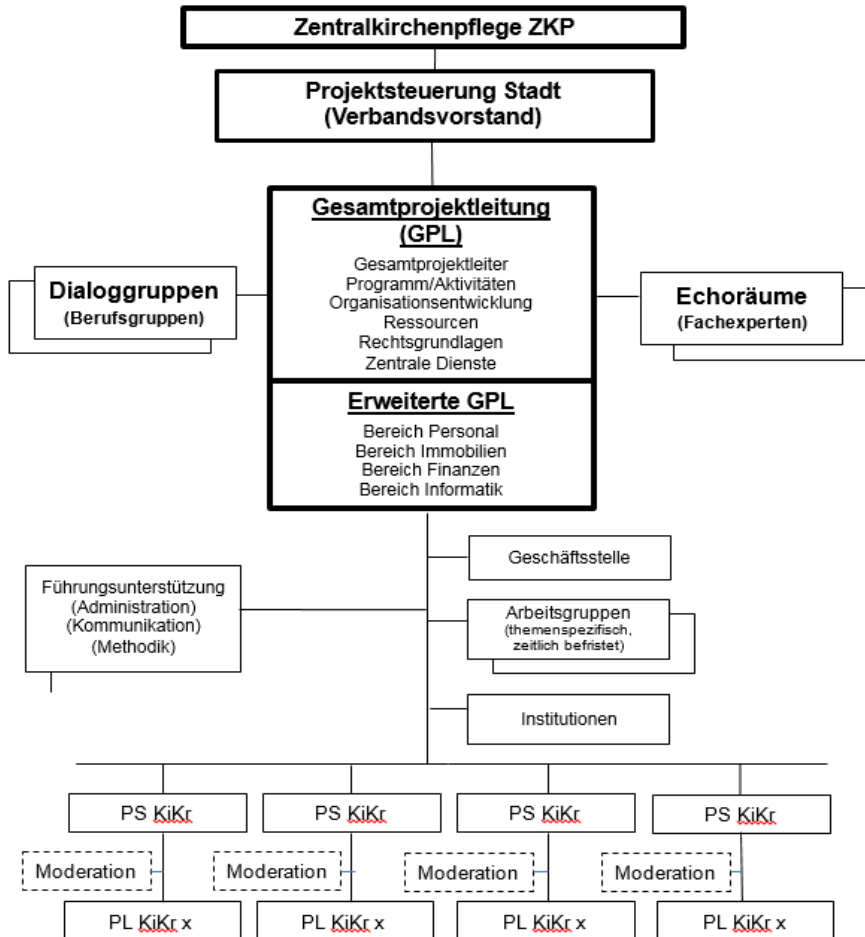 Zentralkirchenpflege ZKP
Projektsteuerung Stadt
(Verbandsvorstand)
Gesamtprojektleitung
(GPL)
Gesamtprojektleiter
Programm/Aktivitäten
Organisationsentwicklung
Ressourcen
Rechtsgrundlagen
Zentrale Dienste
Dialoggruppen
(Berufsgruppen)
Echoräume
(Fachexperten)
Erweiterte GPL
Bereich Personal
Bereich Immobilien
Bereich Finanzen
Bereich Informatik
Geschäftsstelle
Führungsunterstützung
(Administration)
(Kommunikation)
(Methodik)
Arbeitsgruppen
(themenspezifisch,
zeitlich befristet)
Institutionen
PS KiKr
PS KiKr
PS KiKr
PS KiKr
Moderation
Moderation
Moderation
Moderation
PL KiKr x
PL KiKr x
PL KiKr x
PL KiKr x